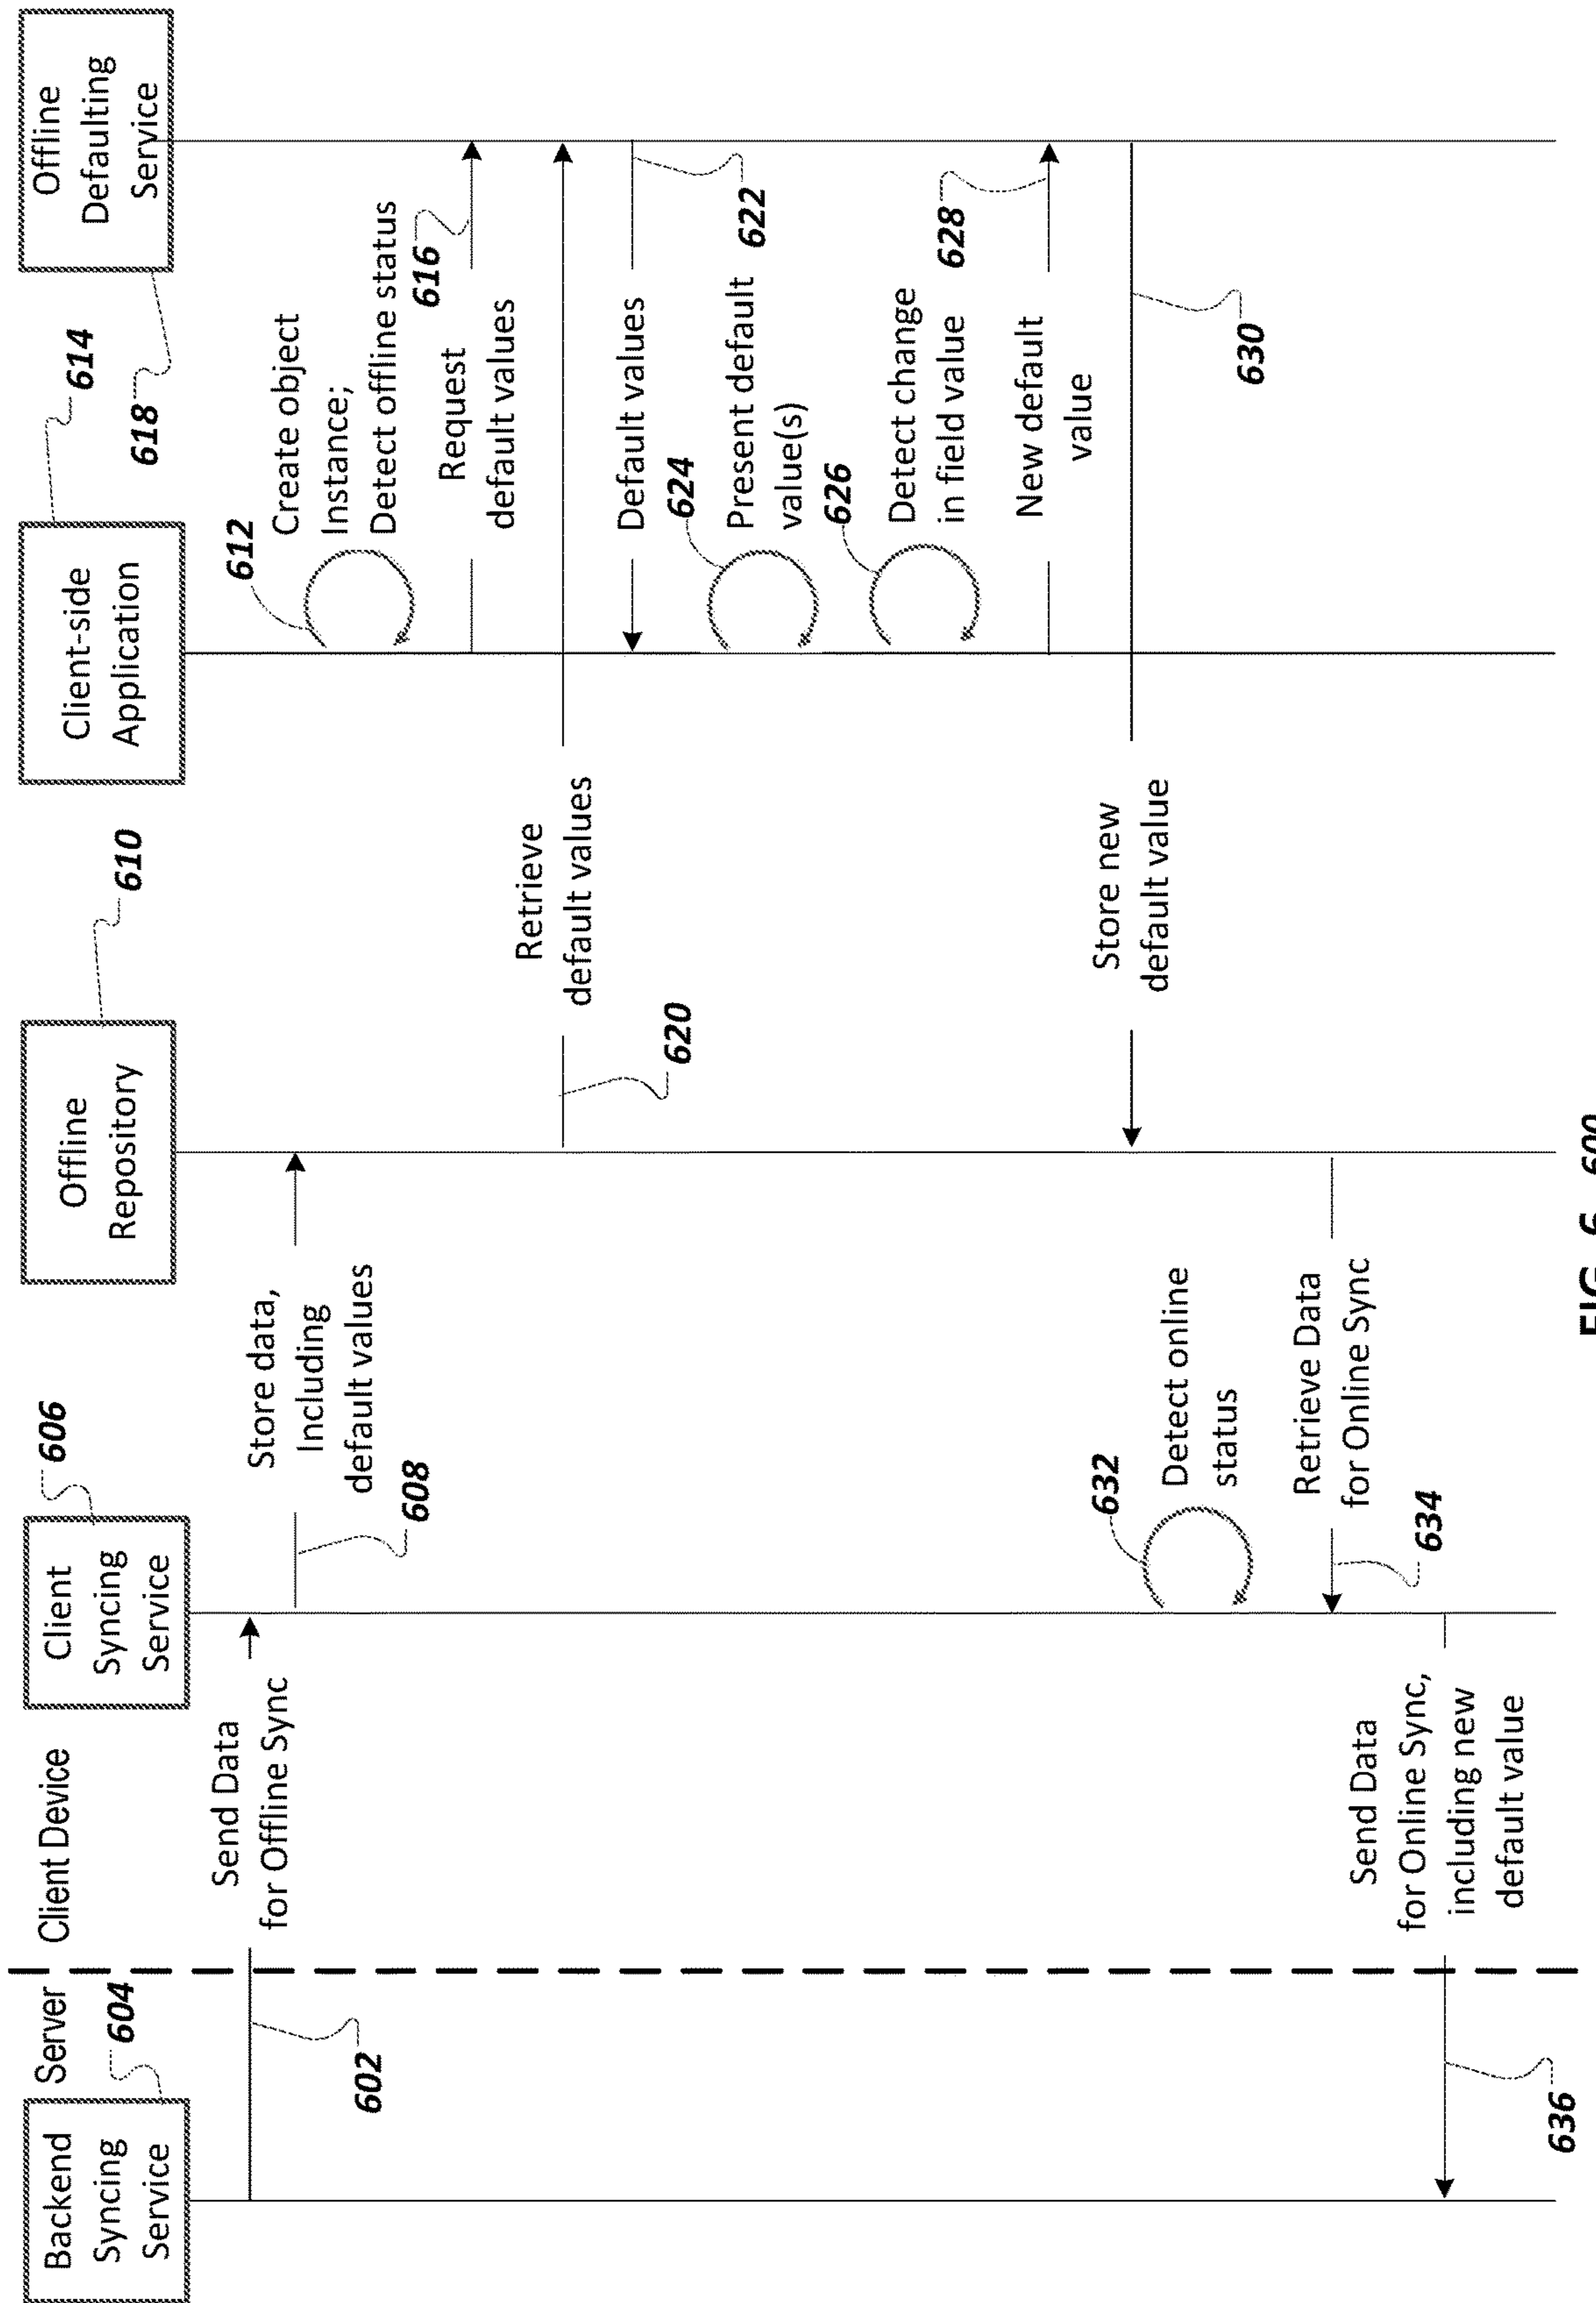 Server
Client Device
Backend
Syncing
Service
604
Client
Syncing
Service
606
Offline
Repository
610
Client-side
Application
614
Offline
Defaulting
Service
618
Send Data
for Offline Sync
602
Store data,
Including
default values
608
612
Create object
Instance;
Detect offline status
616
Request
default values
Retrieve
default values
620
Default values
622
624
Present default
value(s)
626
Detect change
in field value
628
New default
value
Store new
default value
630
632
Detect online
status
Retrieve Data
for Online Sync
634
Send Data
for Online Sync,
including new
default value
636
FIG. 6 600